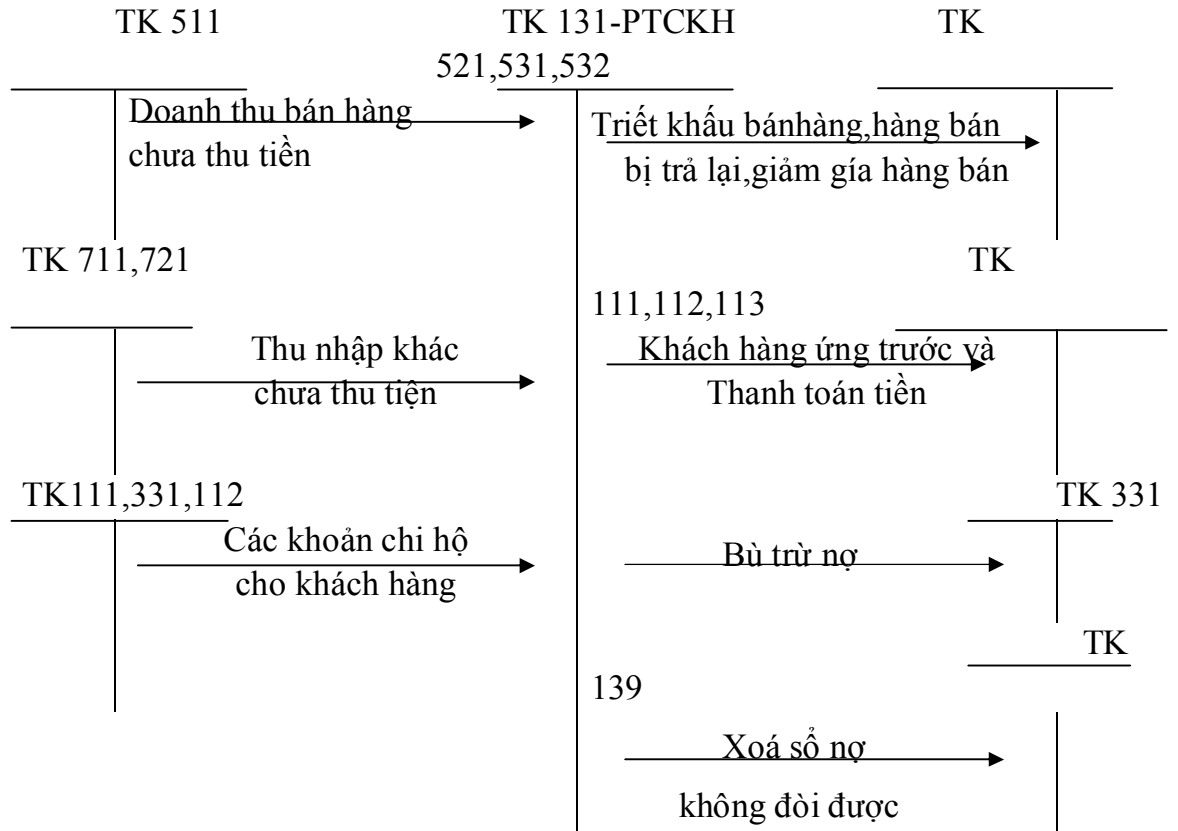 TK 511 TK 131-PTCKH TK
521,531,532
Doanh thu bán hàng
chưa thu tiền
Triết khấu bánhàng,hàng bán
bị trả lại,giảm gía hàng bán
TK 711,721 TK
111,112,113
Thu nhập khác
chưa thu tiện
Khách hàng ứng trước và
Thanh toán tiền
TK111,331,112 TK 331
Các khoản chi hộ
cho khách hàng
Bù trừ nợ
TK
139
Xoá sổ nợ
không đòi được